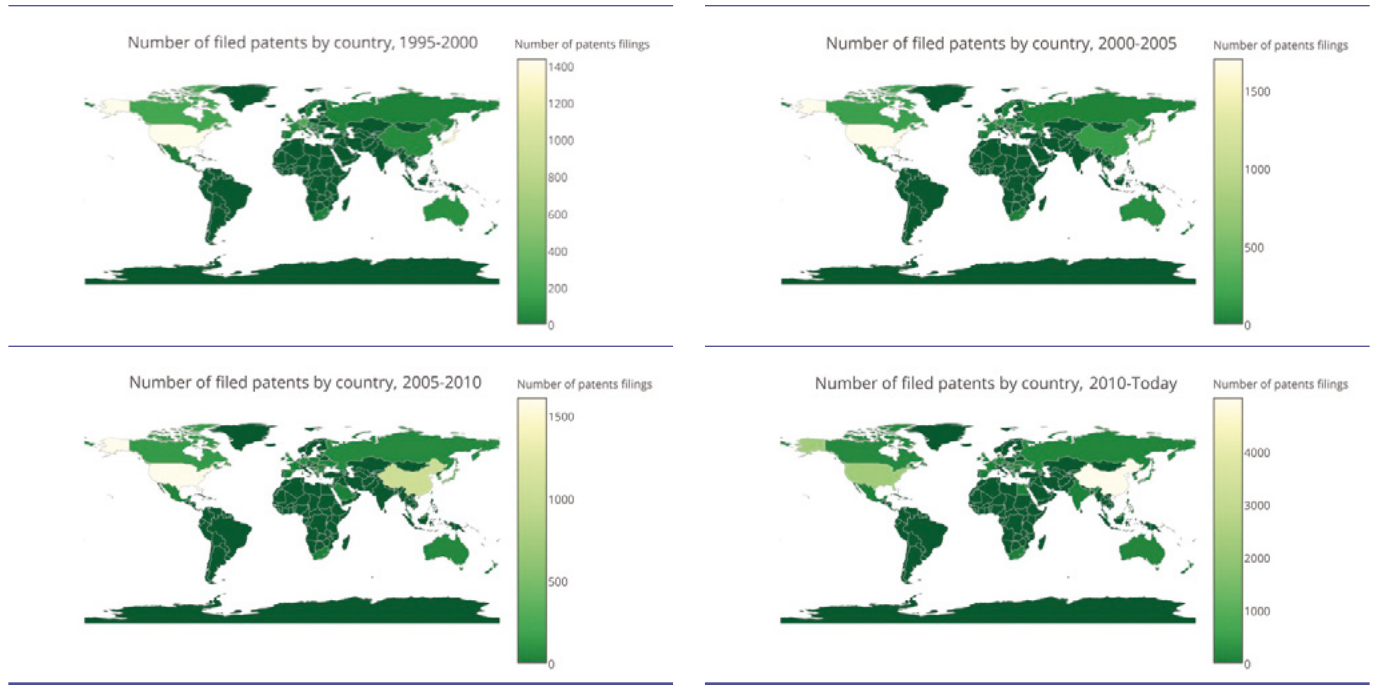 Number of filed patents by country, 1995-2000
Number of patents filings
1400
1200
1000
800
600
400
200
0
Number of filed patents by country, 2000-2005
Number of patents filings
1500
1000
500
0
Number of filed patents by country, 2005-2010
Number of patents filings
1500
1000
500
0
Number of filed patents by country, 2010-Today
Number of patents filings
4000
3000
2000
1000
0